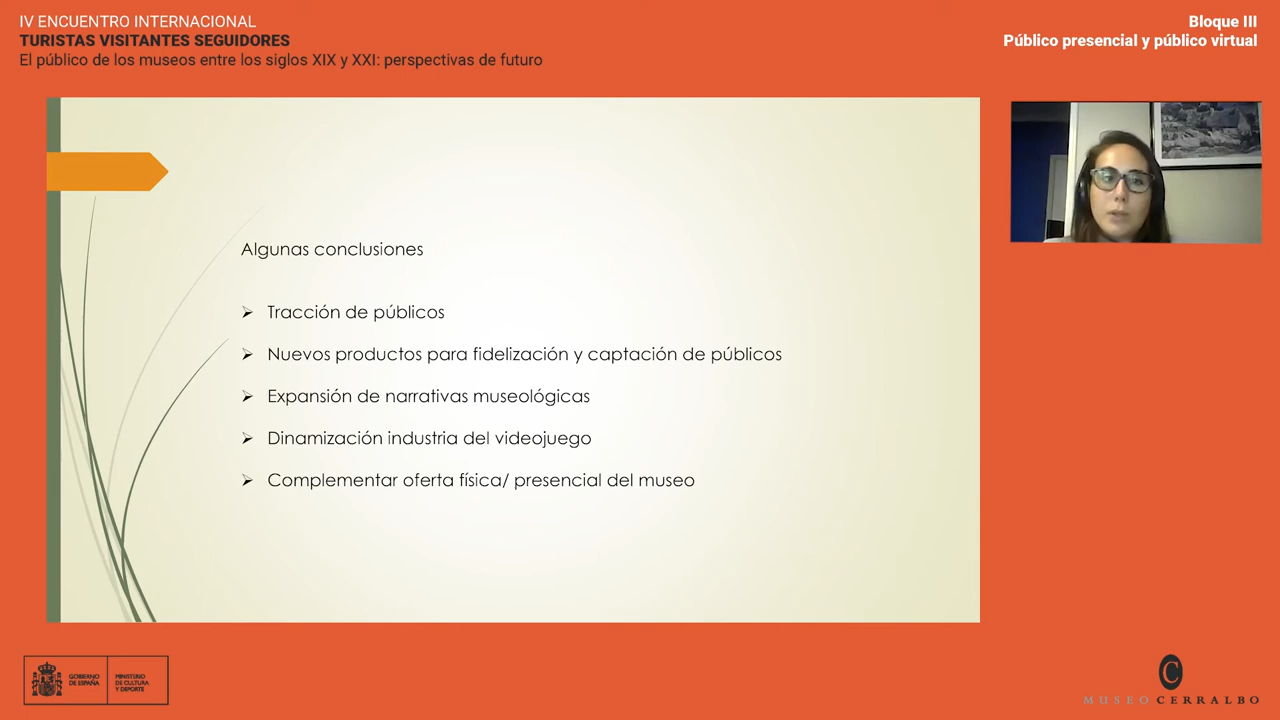 IV ENCUENTRO INTERNACIONAL
TURISTAS VISITANTES SEGUIDORES
El público de los museos entre los siglos XIX y XXI: perspectivas de futuro
Bloque III
Público presencial y público virtual
Algunas conclusiones
Tracción de públicos
Nuevos productos para fidelización y captación de públicos
Expansión de narrativas museológicas
Dinamización industria del videojuego
Complementar oferta física/ presencial del museo
GOBIERNO
DE ESPAÑA
MINISTERIO
DE CULTURA
Y DEPORTE
C
MUSEO CERRALBO